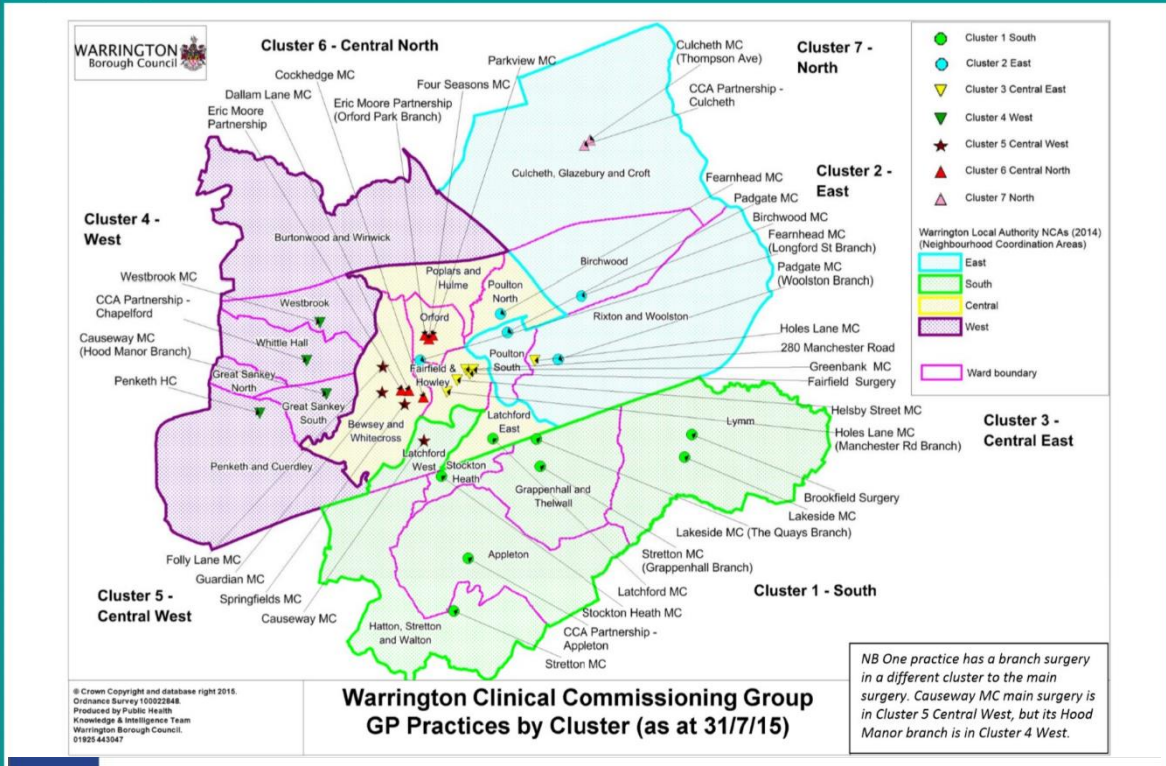 WARRINGTON
Borough Council
Cluster 6 - Central North
Cockhedge MC
Dallam Lane MC
Eric Moore
Partnership
Eric Moore Partnership
(Orford Park Branch)
Four Seasons MC
Parkview MC
Culcheth MC
(Thompson Ave)
CCA Partnership -
Culcheth
Cluster 7 -
North
Cluster 2 -
East
Fearnhead MC
Padgate MC
Birchwood MC
Fearnhead MC
(Longford St Branch)
Padgate MC
(Woolston Branch)
Holes Lane MC
280 Manchester Road
Greenbank MC
Fairfield Surgery
Helsby Street MC
Holes Lane MC
(Manchester Rd Branch)
Cluster 3 -
Central East
Brookfield Surgery
Lakeside MC
Lakeside MC (The Quays Branch)
Stretton MC
(Grappenhall Branch)
Latchford MC
Stockton Heath MC
CCA Partnership -
Appleton
Stretton MC
Cluster 1 - South
Cluster 4 -
West
Westbrook MC
CCA Partnership -
Chapelford
Causeway MC
(Hood Manor Branch)
Penketh HC
Folly Lane MC
Guardian MC
Springfields MC
Causeway MC
Cluster 5 -
Central West
Culcheth, Glazebury and Croft
Burtonwood and Winwick
Birchwood
Poplars and
Hulme
Poulton
North
Rixton and Woolston
Westbrook
Orford
Whittle Hall
Poulton
South
Fairfield &
Howley
Great Sankey
North
Great Sankey
South
Bewsey and
Whitecross
Latchford
East
Lymm
Latchford
West
Stockton
Heath
Penketh and Cuerdley
Grappenhall and
Thelwall
Appleton
Hatton, Stretton
and Walton
Cluster 1 South
Cluster 2 East
Cluster 3 Central East
Cluster 4 West
Cluster 5 Central West
Cluster 6 Central North
Cluster 7 North
Warrington Local Authority NCAs (2014)
(Neighbourhood Coordination Areas)
East
South
Central
West
Ward boundary
© Crown Copyright and database right 2015.
Ordnance Survey 100022848.
Produced by Public Health
Knowledge & Intelligence Team
Warrington Borough Council.
01925 443047
Warrington Clinical Commissioning Group
GP Practices by Cluster (as at 31/7/15)
NB One practice has a branch surgery
in a different cluster to the main
surgery. Causeway MC main surgery is
in Cluster 5 Central West, but its Hood
Manor branch is in Cluster 4 West.